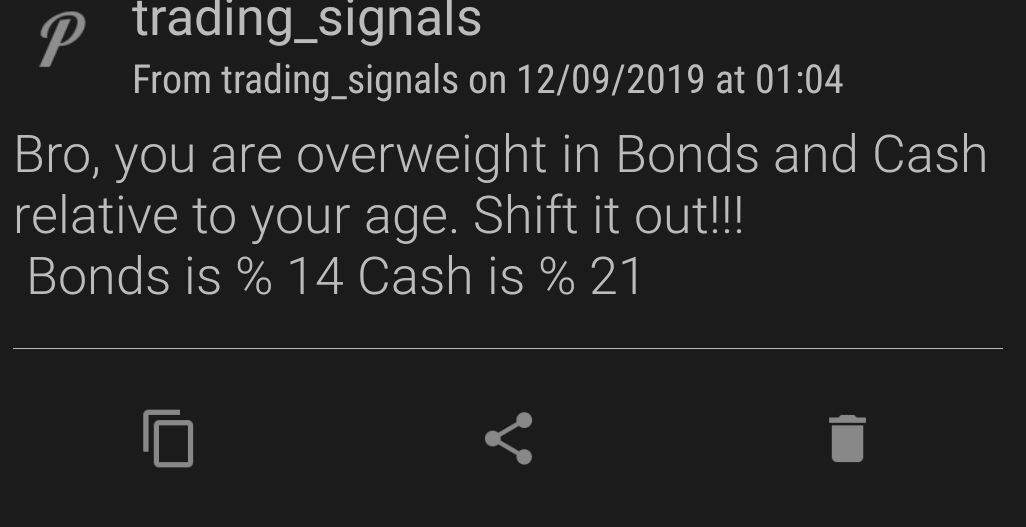 trading_signals
From trading_signals on 12/09/2019 at 01:04
Bro, you are overweight in Bonds and Cash
relative to your age. Shift it out!!!
Bonds is % 14 Cash is % 21